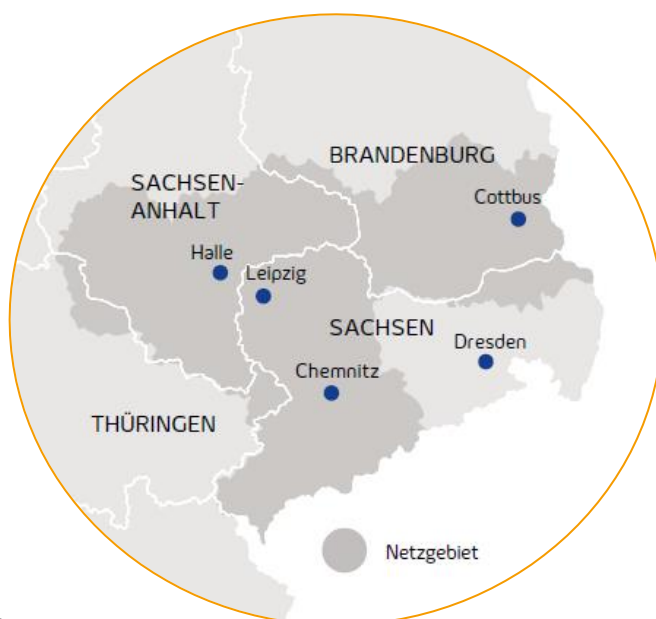 BRANDENBURG
SACHSEN-
ANHALT
Cottbus
Halle
Leipzig
SACHSEN
Dresden
Chemnitz
THÜRINGEN
Netzgebiet